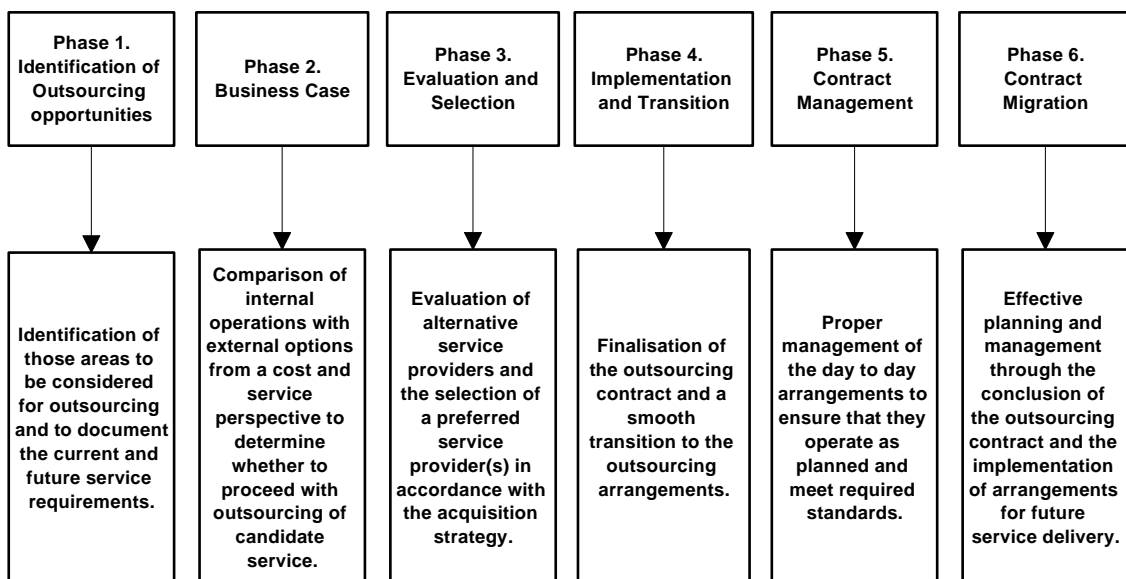 Phase 1.
Identification of
Outsourcing
opportunities
Phase 2.
Business Case
Phase 3.
Evaluation and
Selection
Phase 4.
Implementation
and Transition
Phase 5.
Contract
Management
Phase 6.
Contract
Migration
Identification of
those areas to
be considered
for outsourcing
and to document
the current and
future service
requirements.
Comparison of
internal
operations with
external options
from a cost and
service
perspective to
determine
whether to
proceed with
outsourcing of
candidate
service.
Evaluation of
alternative
service
providers and
the selection of
a preferred
service
provider(s) in
accordance with
the acquisition
strategy.
Finalisation of
the outsourcing
contract and a
smooth
transition to the
outsourcing
arrangements.
Proper
management of
the day to day
arrangements to
ensure that they
operate as
planned and
meet required
standards.
Effective
planning and
management
through the
conclusion of
the outsourcing
contract and the
implementation
of arrangements
for future
service delivery.